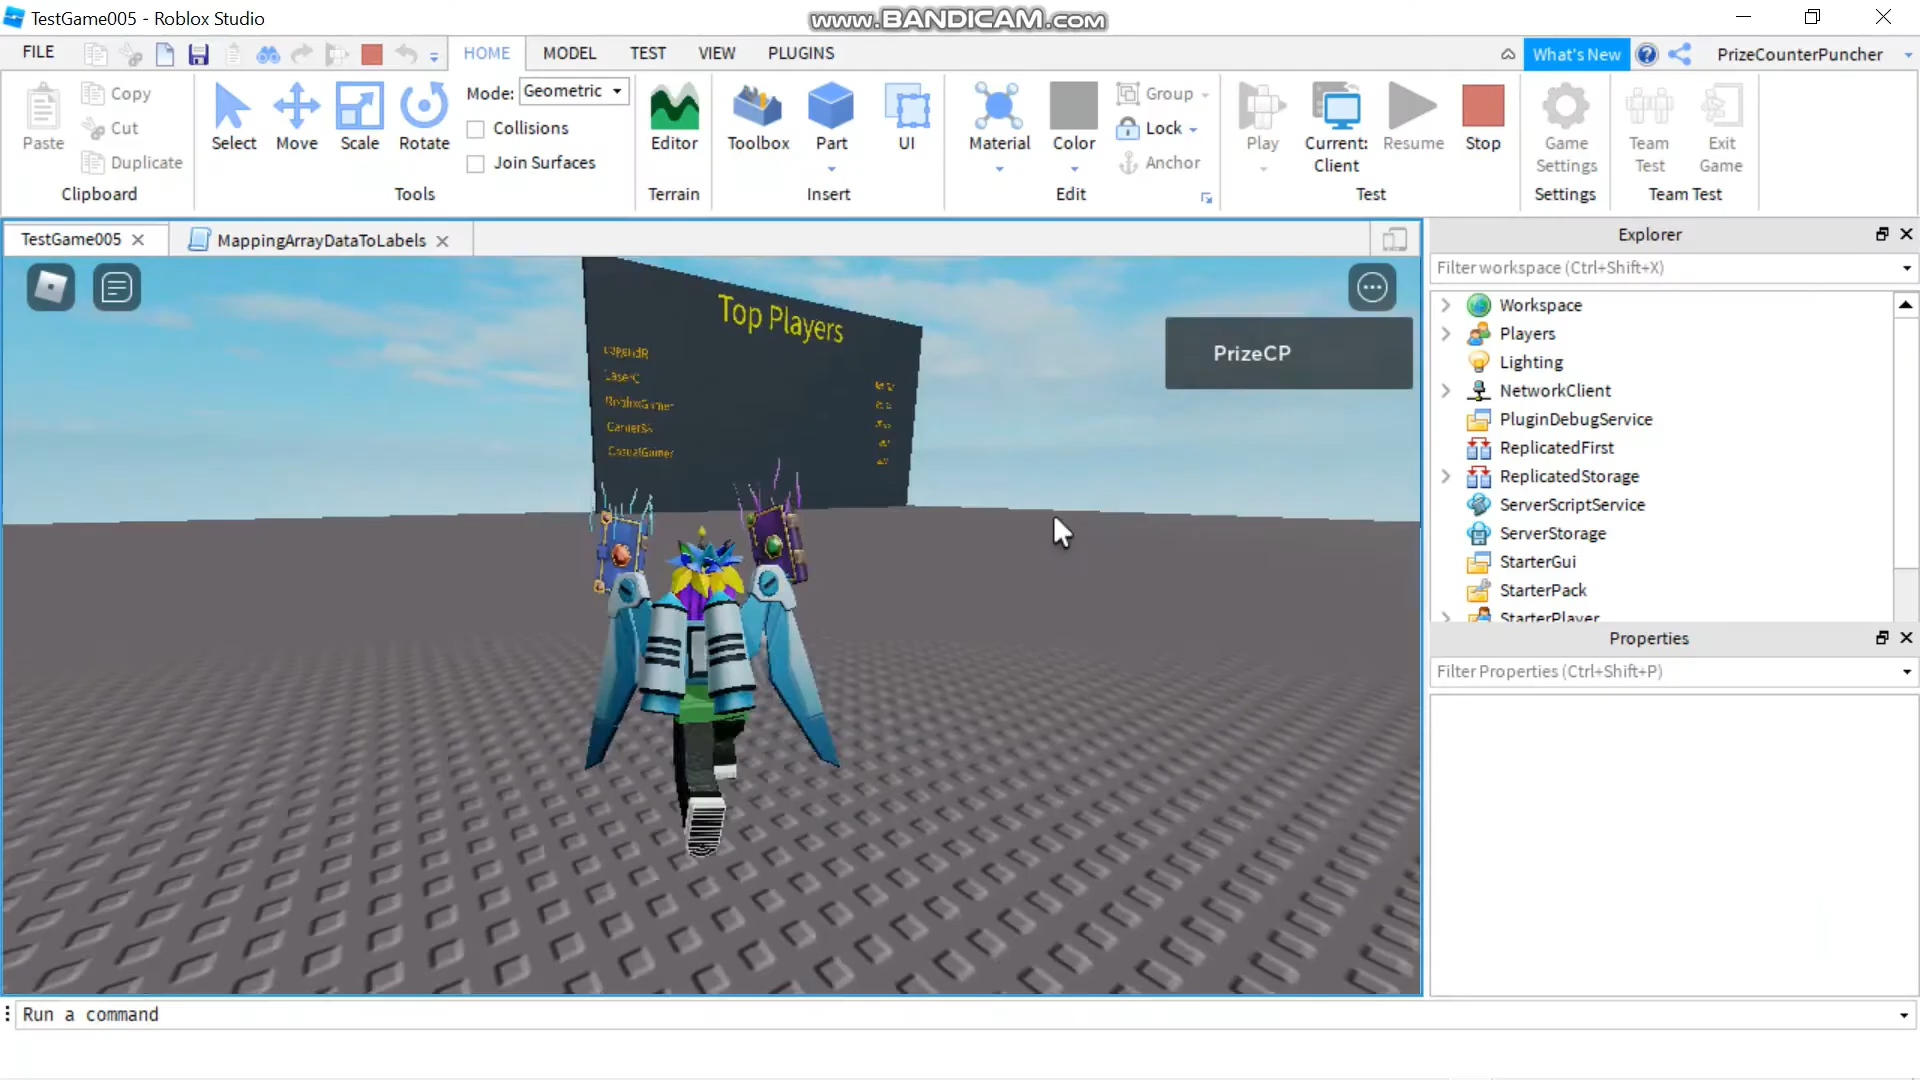 TestGame005 - Roblox Studio
www.BANDICAM.com
FILE
HOME
MODEL
TEST
VIEW
PLUGINS
What's New
PrizeCounterPuncher
Paste
Copy
Cut
Duplicate
Clipboard
Select
Move
Scale
Rotate
Mode: Geometric
Collisions
Join Surfaces
Tools
Editor
Terrain
Toolbox
Part
UI
Insert
Material
Color
Group
Lock
Anchor
Edit
Play
Current:
Client
Resume
Stop
Test
Game
Settings
Settings
Team
Test
Exit
Game
Team Test
TestGame005
MappingArrayDataToLabels
Top Players
LaserC
RobloxGamer
CasualGamer
PrizeCP
Explorer
Filter workspace (Ctrl+Shift+X)
Workspace
Players
Lighting
NetworkClient
PluginDebugService
ReplicatedFirst
ReplicatedStorage
ServerScriptService
ServerStorage
StarterGui
StarterPack
StarterPlayer
Properties
Filter Properties (Ctrl+Shift+P)
Run a command